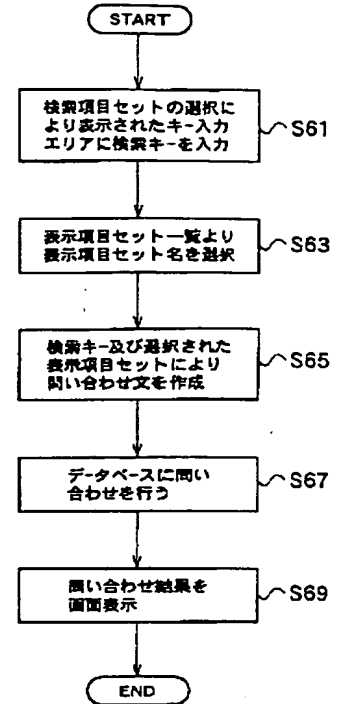 START
検索項目セットの選択に
より表示されたキー入力
エリアに検索キーを入力
S61
表示項目セット一覧より
表示項目セット名を選択
S63
検索キー及び選択された
表示項目セットにより
問い合わせ文を作成
S65
データベースに問い
合わせを行う
S67
問い合わせ結果を
画面表示
S69
END